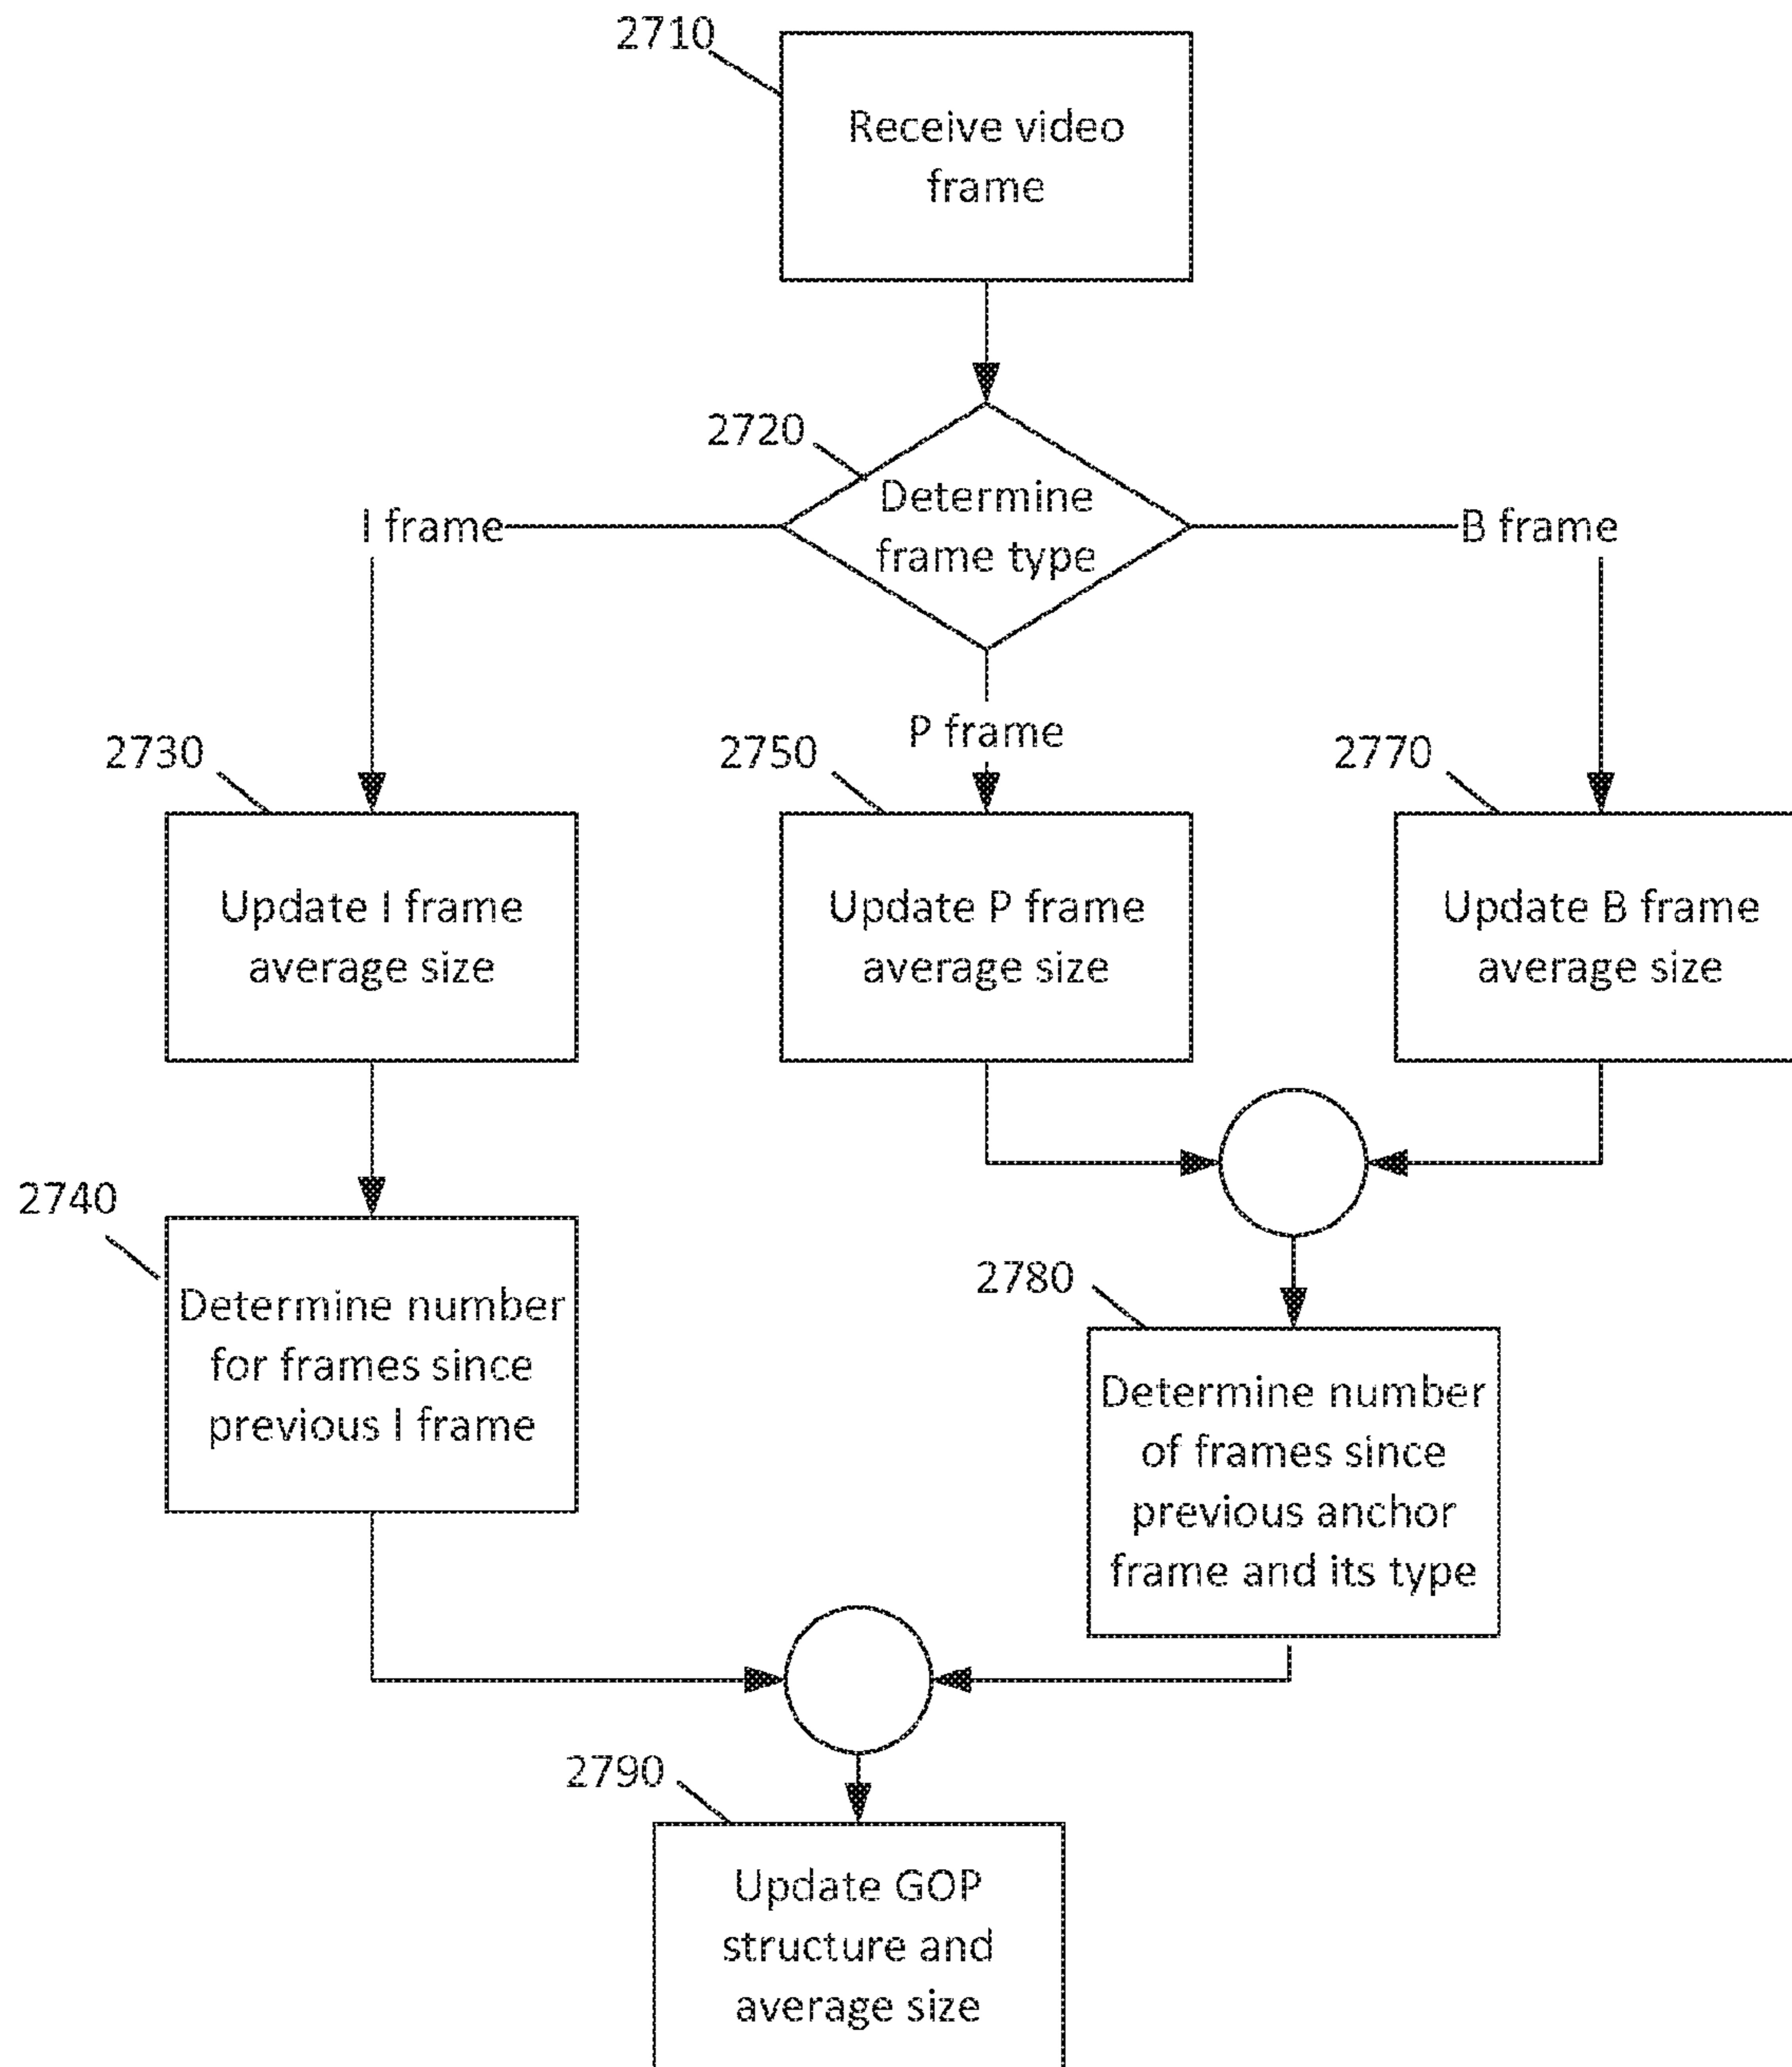 2710
Receive video
frame
2720
Determine
frame type
I frame
B frame
P frame
2730
2750
2770
Update I frame
average size
Update P frame
average size
Update B frame
average size
2740
Determine number
for frames since
previous I frame
2780
Determine number
of frames since
previous anchor
frame and its type
2790
Update GOP
structure and
average size